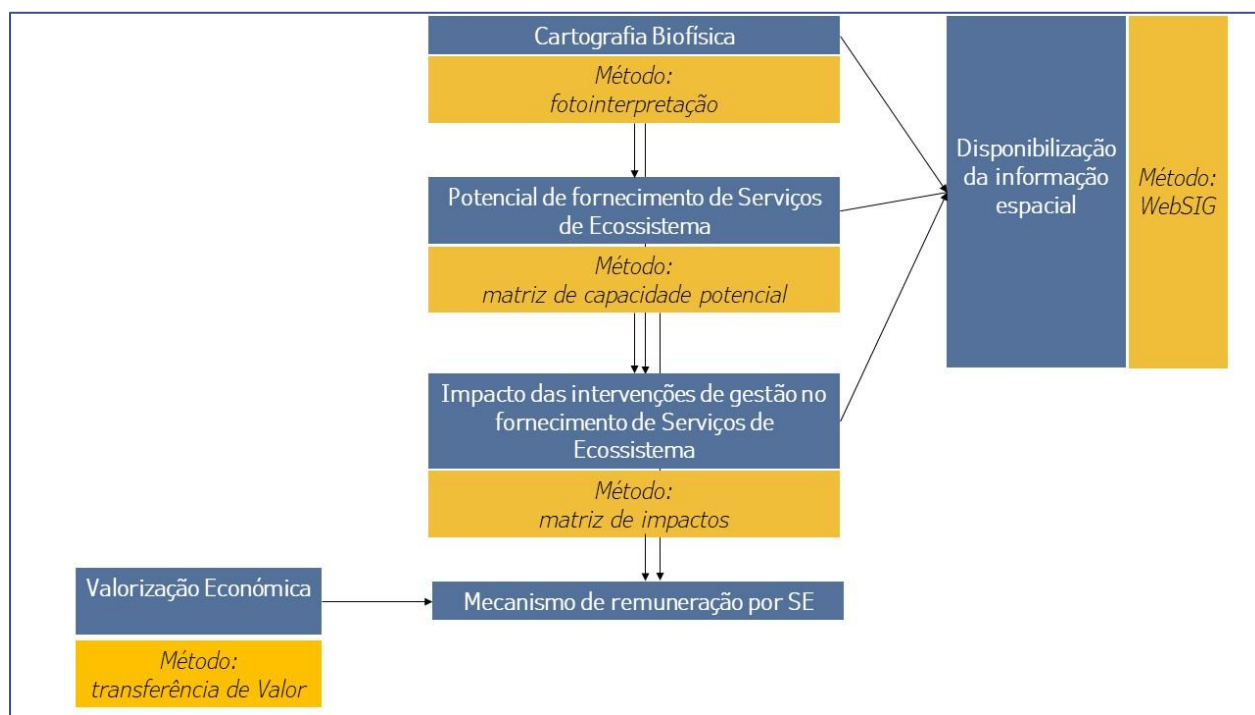 Cartografia Biofísica
Método:
fotointerpretação
Potencial de fornecimento de Serviços
de Ecossistema
Método:
matriz de capacidade potencial
Impacto das intervenções de gestão no
fornecimento de Serviços de
Ecossistema
Método:
matriz de impactos
Mecanismo de remuneração por SE
Valorização Económica
Método:
transferência de Valor
Disponibilização
da informação
espacial
Método:
WebSIG